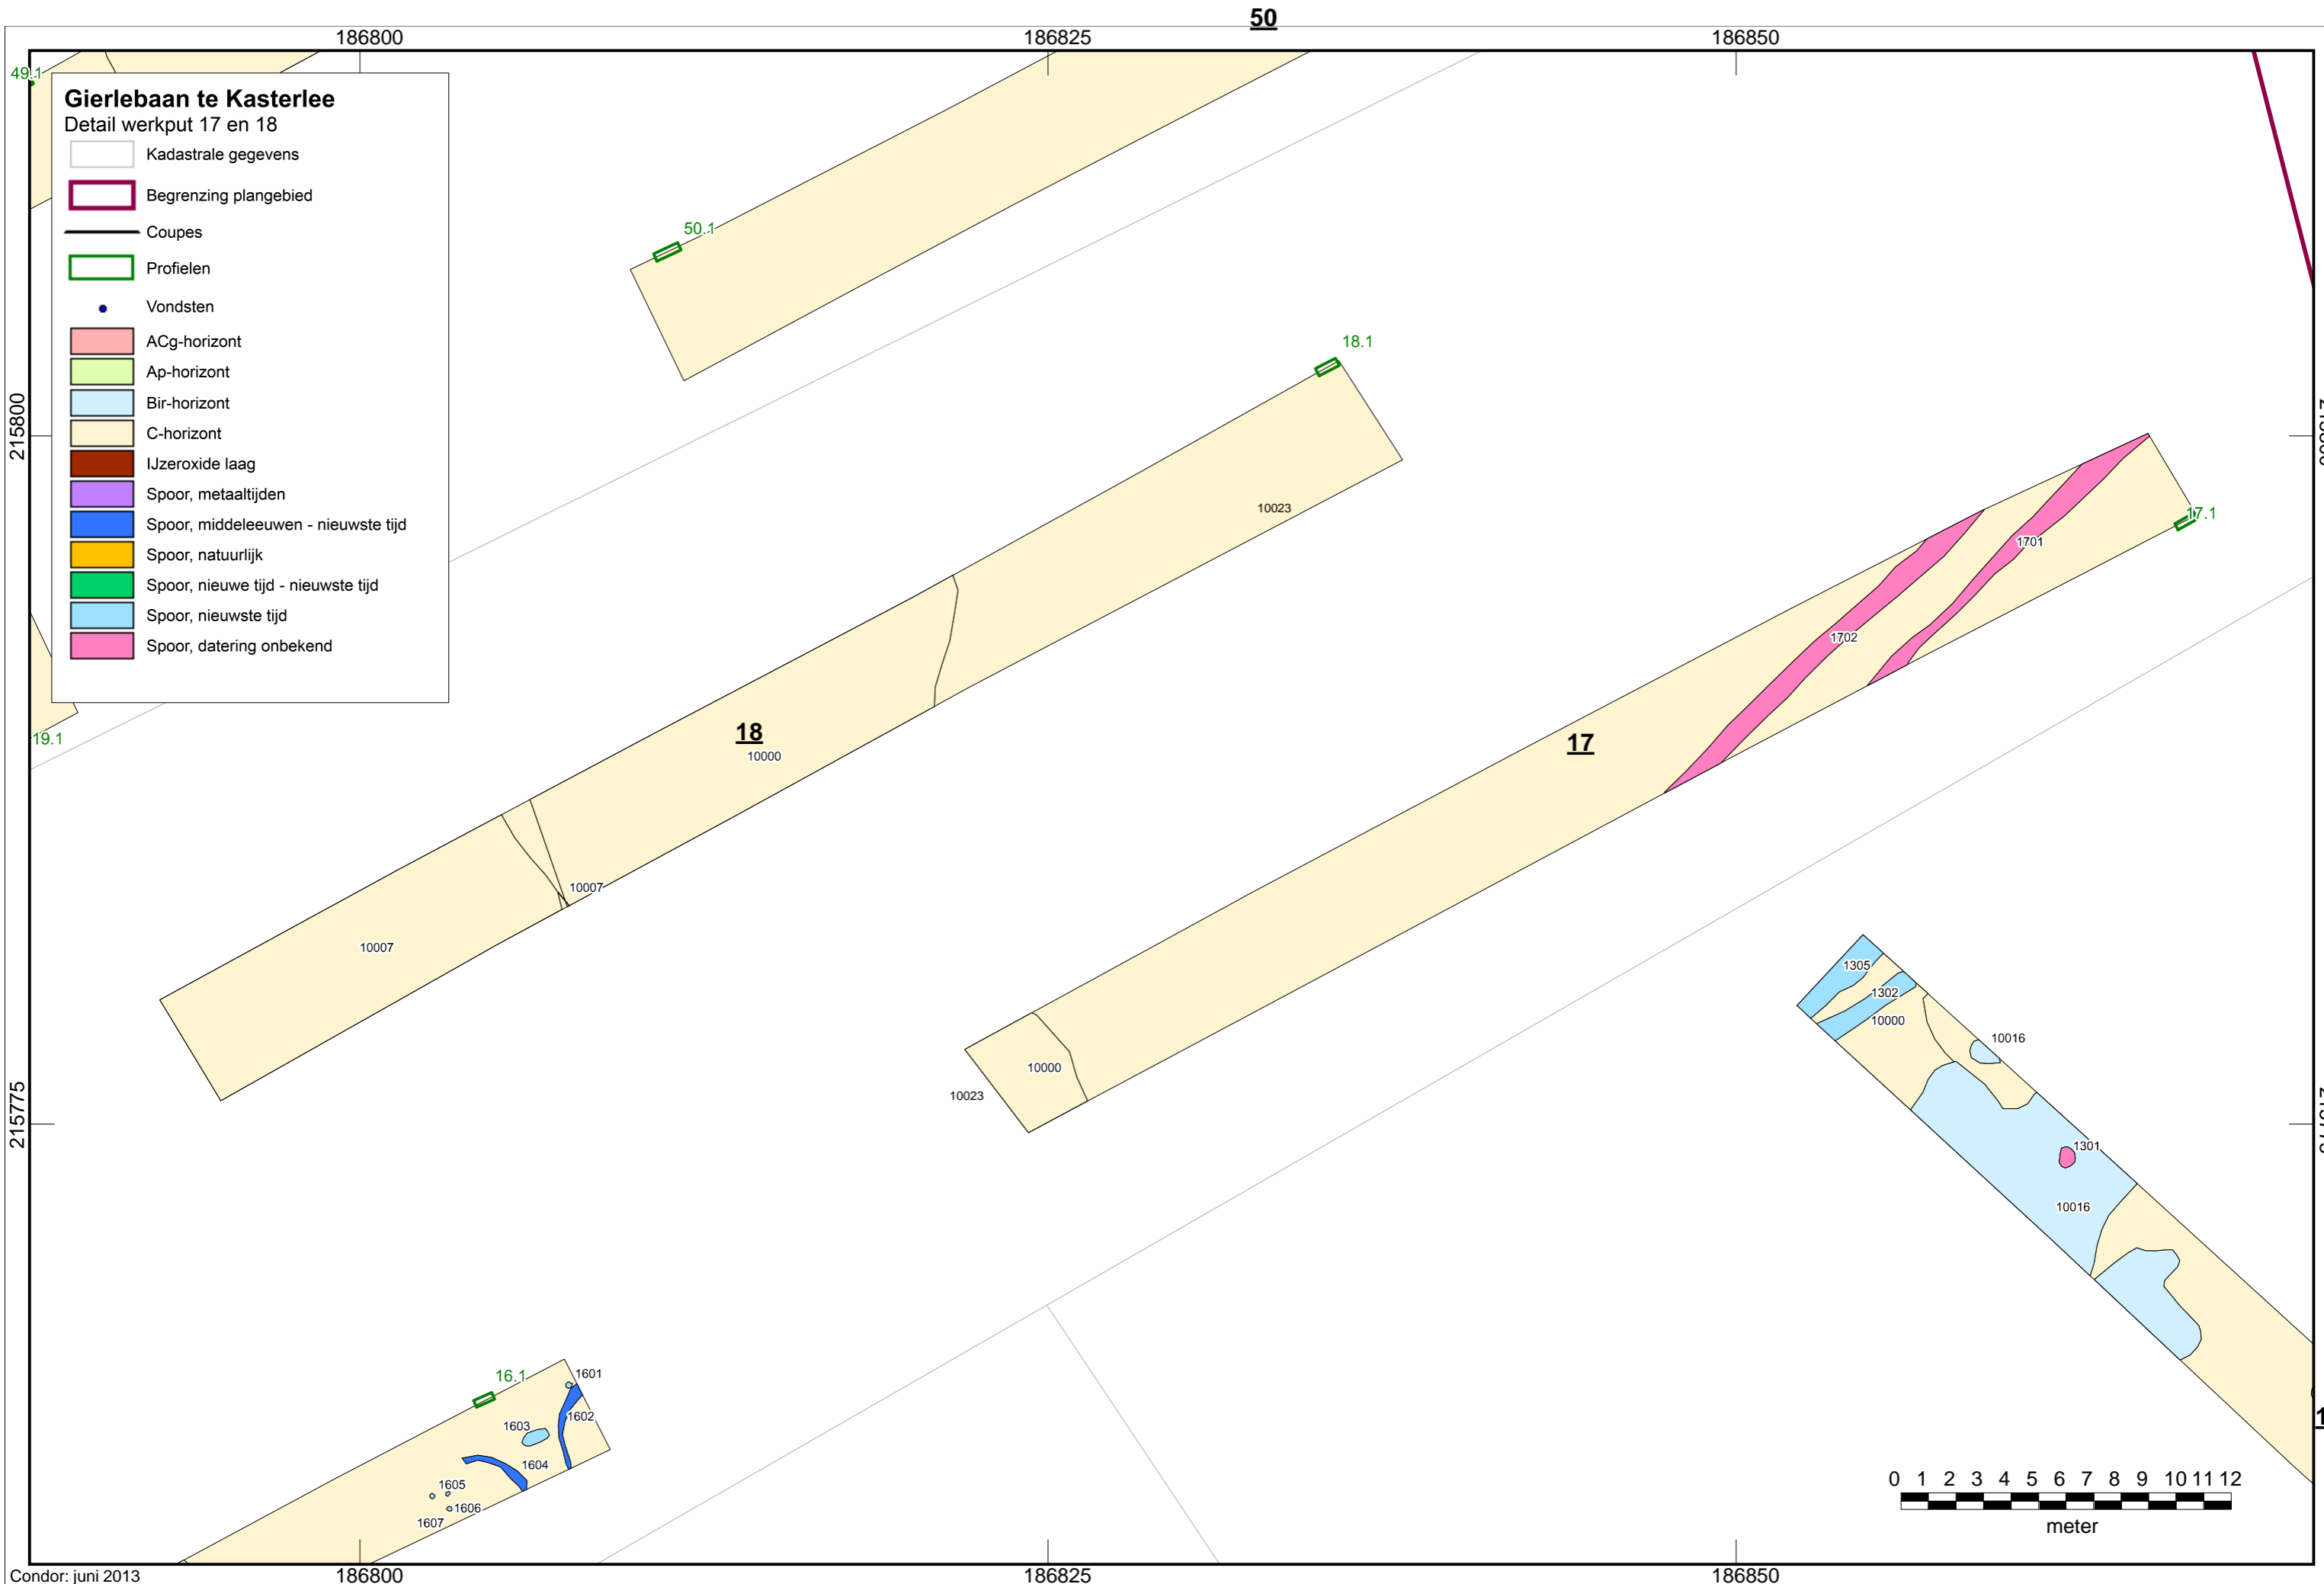 50
186800 186825 186850
49.1
Gierlebaan te Kasterlee
Detail werkput 17 en 18
Kadastrale gegevens
Begrenzing plangebied
Coupes
Profielen
Vondsten
ACg-horizont
Ap-horizont
Bir-horizont
C-horizont
IJzeroxide laag
Spoor, metaaltijden
Spoor, middeleeuwen - nieuwste tijd
Spoor, natuurlijk
Spoor, nieuwe tijd - nieuwste tijd
Spoor, nieuwste tijd
Spoor, datering onbekend
50.1
18.1
215800
10023
17.1
1701
1702
18
10000
17
19.1
10007
10007
1305
1302
10000
10016
10000
10023
215775
1301
10016
16.1
1601
1602
1603
1604
1605
1606
1607
0 1 2 3 4 5 6 7 8 9 10 11 12
meter
Condor: juni 2013
186800 186825 186850